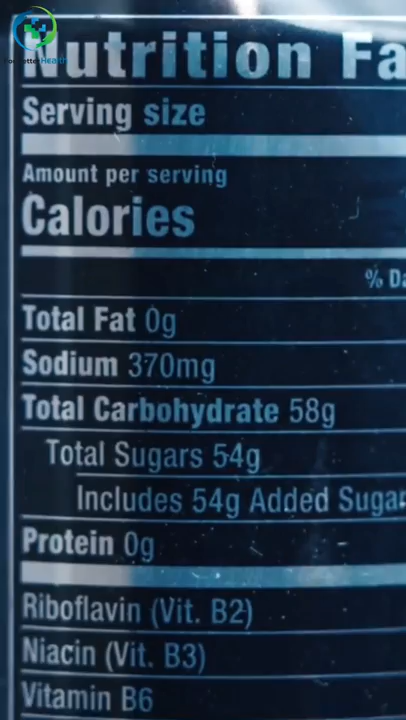 Nutrition Fa
Serving size
Amount per serving
Calories
% Da
Total Fat 0g
Sodium 370mg
Total Carbohydrate 58g
Total Sugars 54g
Includes 54g Added Sugar
Protein 0g
Riboflavin (Vit. B2)
Niacin (Vit. B3)
Vitamin B6